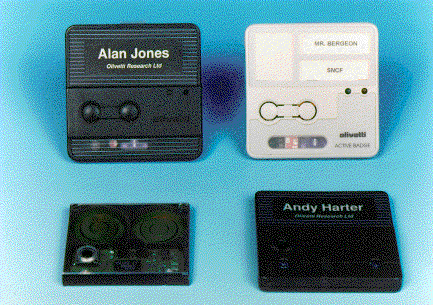 Alan Jones
Olivetti Research Ltd
MR. BERGEON
SNCF
olivetti
ACTIVE BADGE
Andy Harter
Olivetti Research Ltd